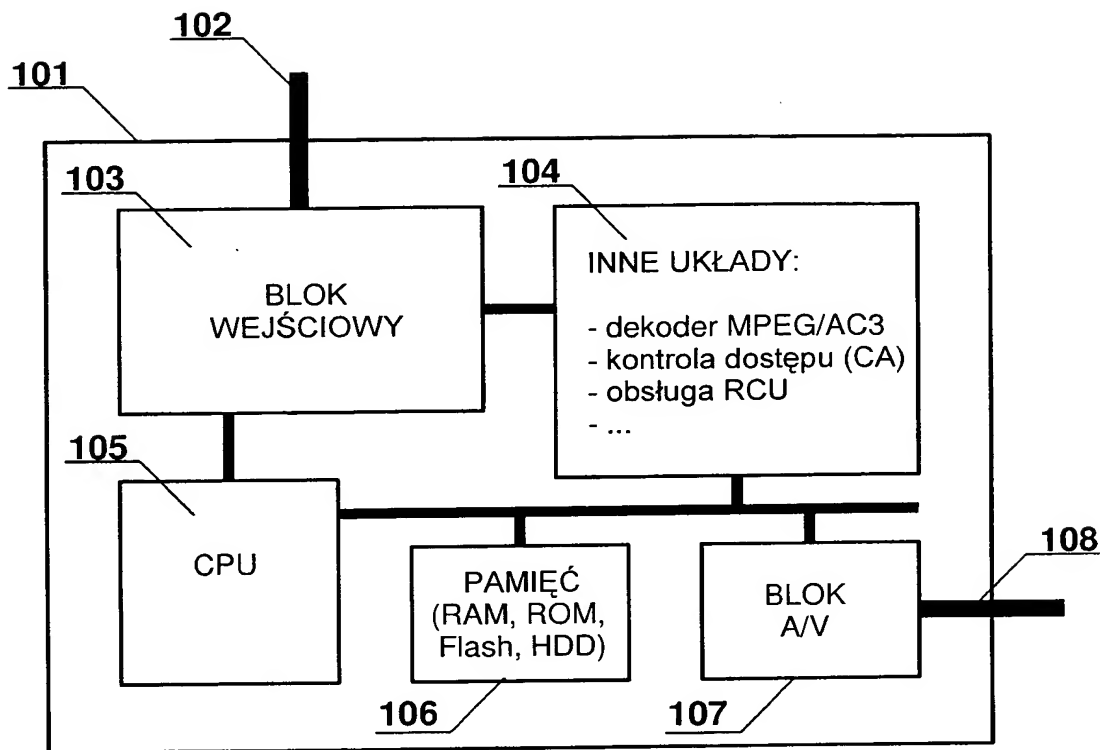 102
101
103
104
BLOK
WEJŚCIOWY
INNE UKŁADY:
- dekoder MPEG/AC3
- kontrola dostępu (CA)
- obsługa RCU
- ...
105
CPU
PAMIĘĆ
(RAM, ROM,
Flash, HDD)
BLOK
A/V
108
106
107